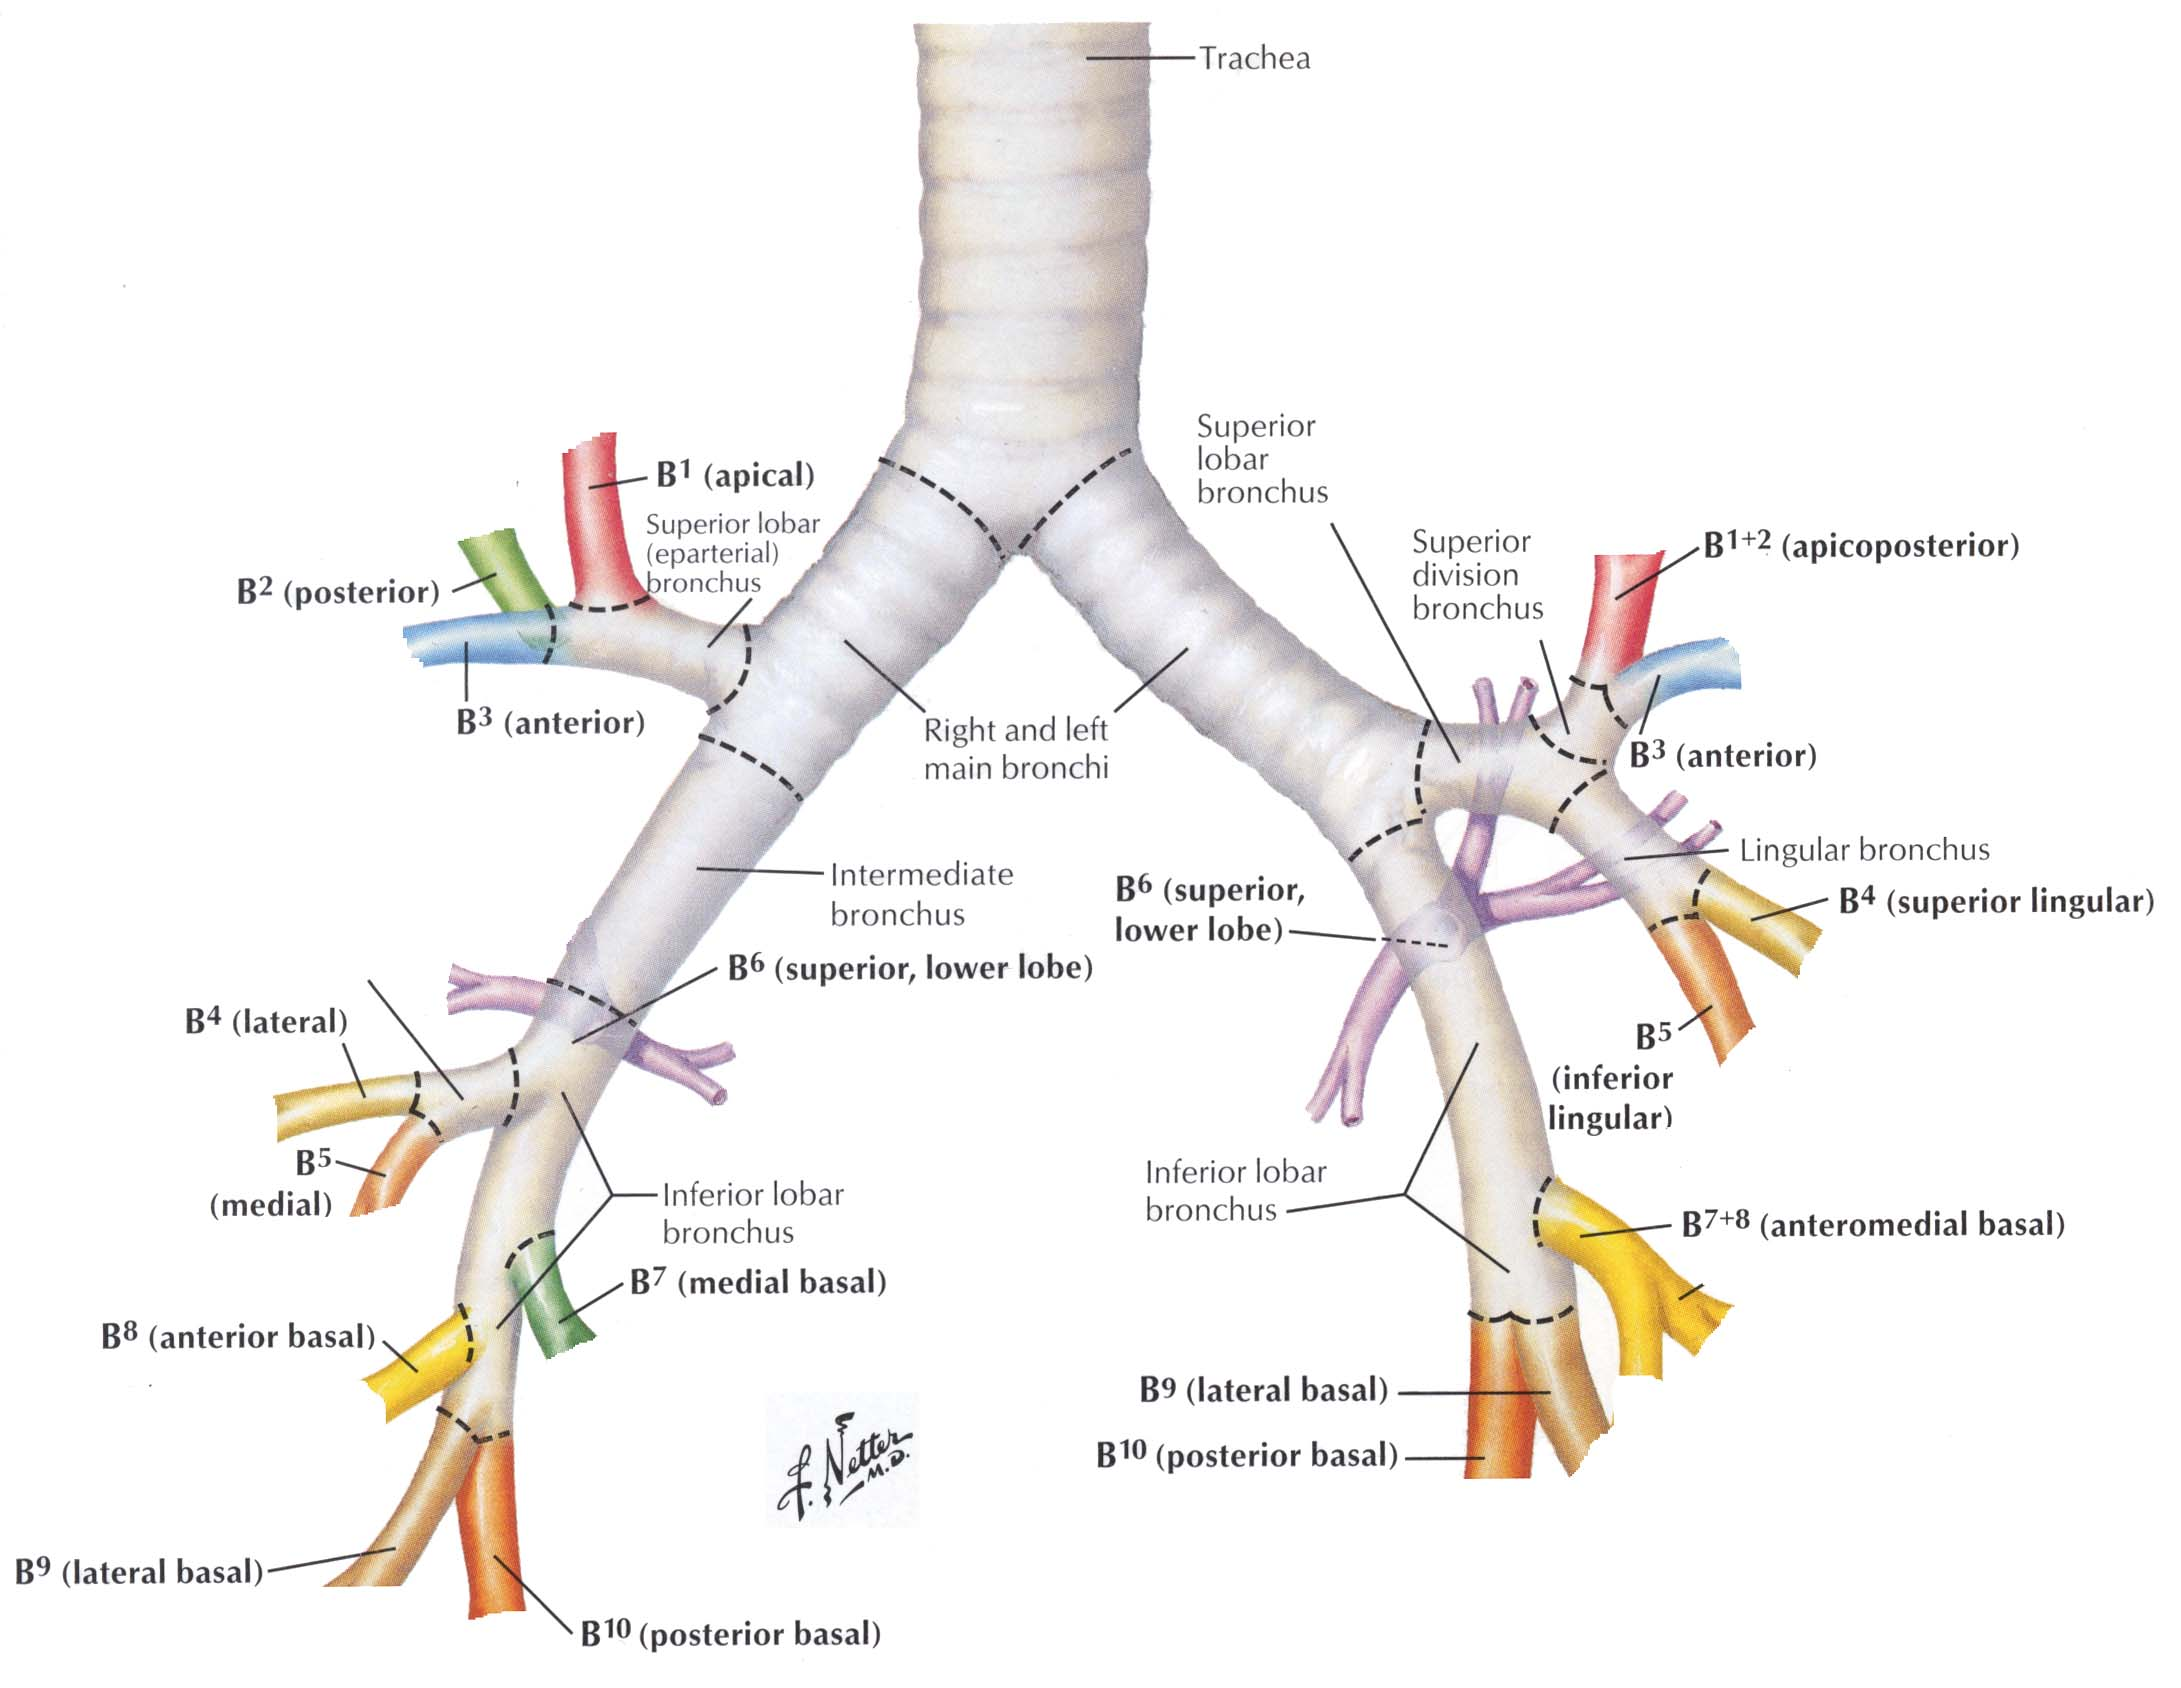 Trachea
Superior
lobar
bronchus
B1 (apical)
Superior lobar
(eparterial)
bronchus
Superior
division
bronchus
B1+2 (apicoposterior)
B2 (posterior)
B3 (anterior)
Right and left
main bronchi
B3 (anterior)
Intermediate
bronchus
Lingular bronchus
B6 (superior,
lower lobe)
B4 (superior lingular)
B6 (superior, lower lobe)
B4 (lateral)
B5
(inferior
lingular)
B5
(medial)
Inferior lobar
bronchus
Inferior lobar
bronchus
B7+8 (anteromedial basal)
B7 (medial basal)
B8 (anterior basal)
B9 (lateral basal)
B10 (posterior basal)
f. Netter
M.D.
B9 (lateral basal)
B10 (posterior basal)